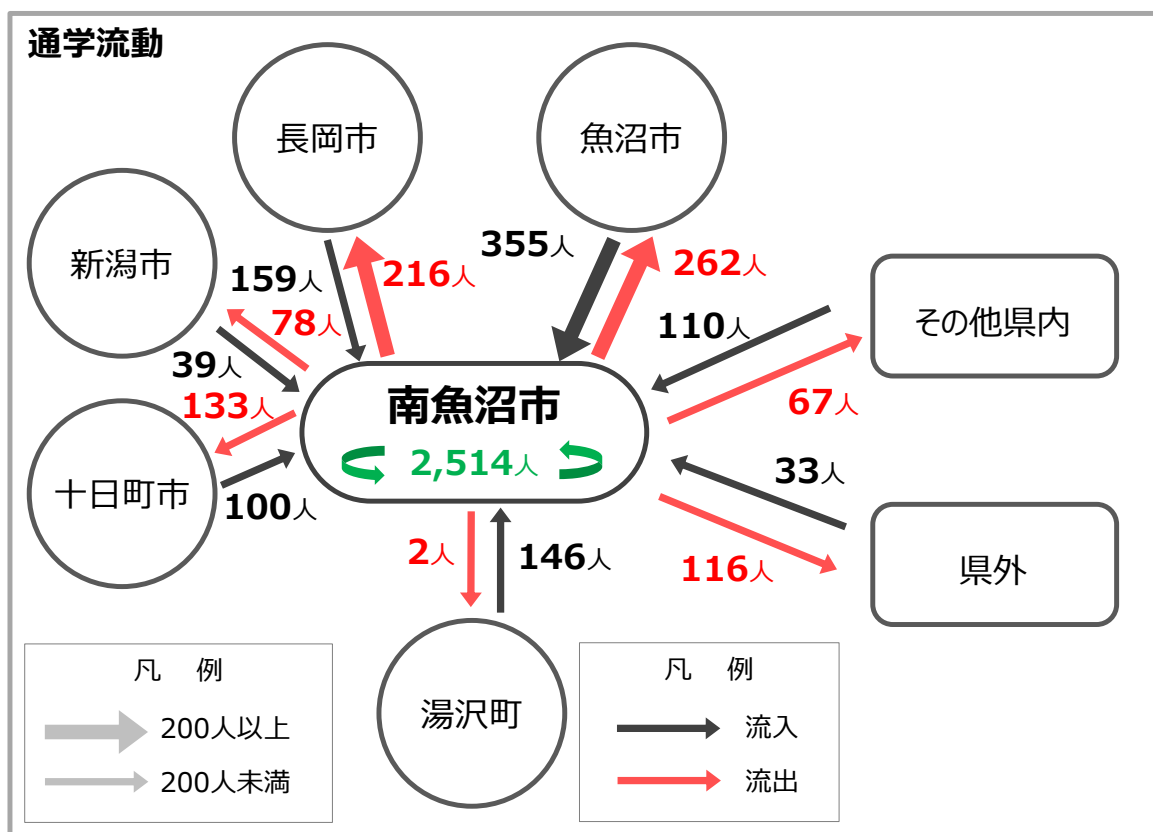 通学流動
長岡市
魚沼市
新潟市
355人
262人
159人
216人
78人
110人
その他県内
39人
133人
南魚沼市
67人
2,514人
33人
十日町市
100人
2人
146人
116人
県外
湯沢町
凡 例
200人以上
200人未満
凡 例
流入
流出